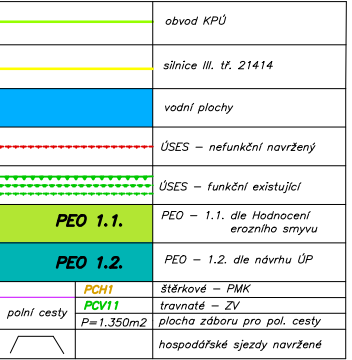 obvod KPÚ
silnice III. tř. 21414
vodní plochy
ÚSES – nefunkční navržený
ÚSES – funkční existující
PEO 1.1.
PEO – 1.1. dle Hodnocení
erozního smyvu
PEO 1.2.
PEO – 1.2. dle návrhu ÚP
polní cesty
PCH1
štěrkové – PMK
PCV11
travnaté – ZV
P=1.350m2
plocha záboru pro pol. cesty
hospodářské sjezdy navržené